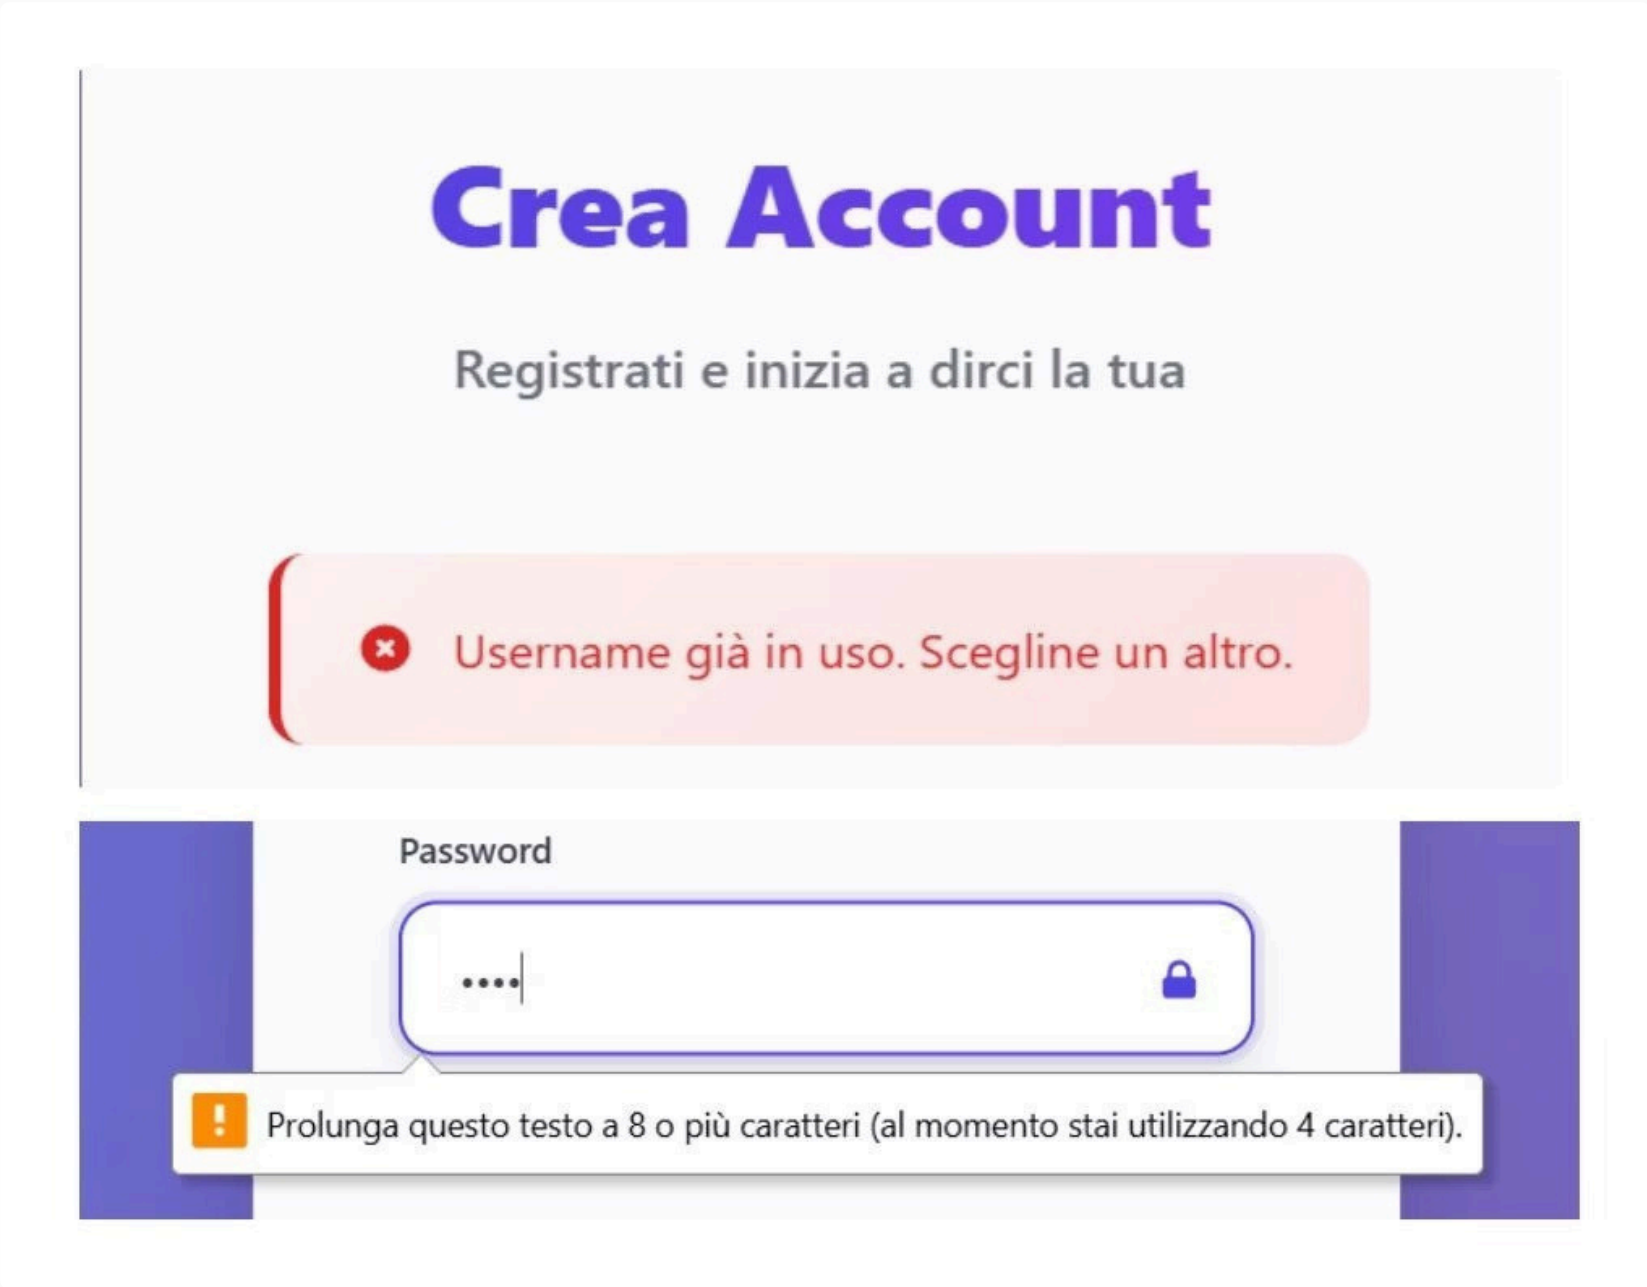 Crea Account
Registrati e inizia a dirci la tua
Username già in uso. Scegline un altro.
Password
Prolunga questo testo a 8 o più caratteri (al momento stai utilizzando 4 caratteri).